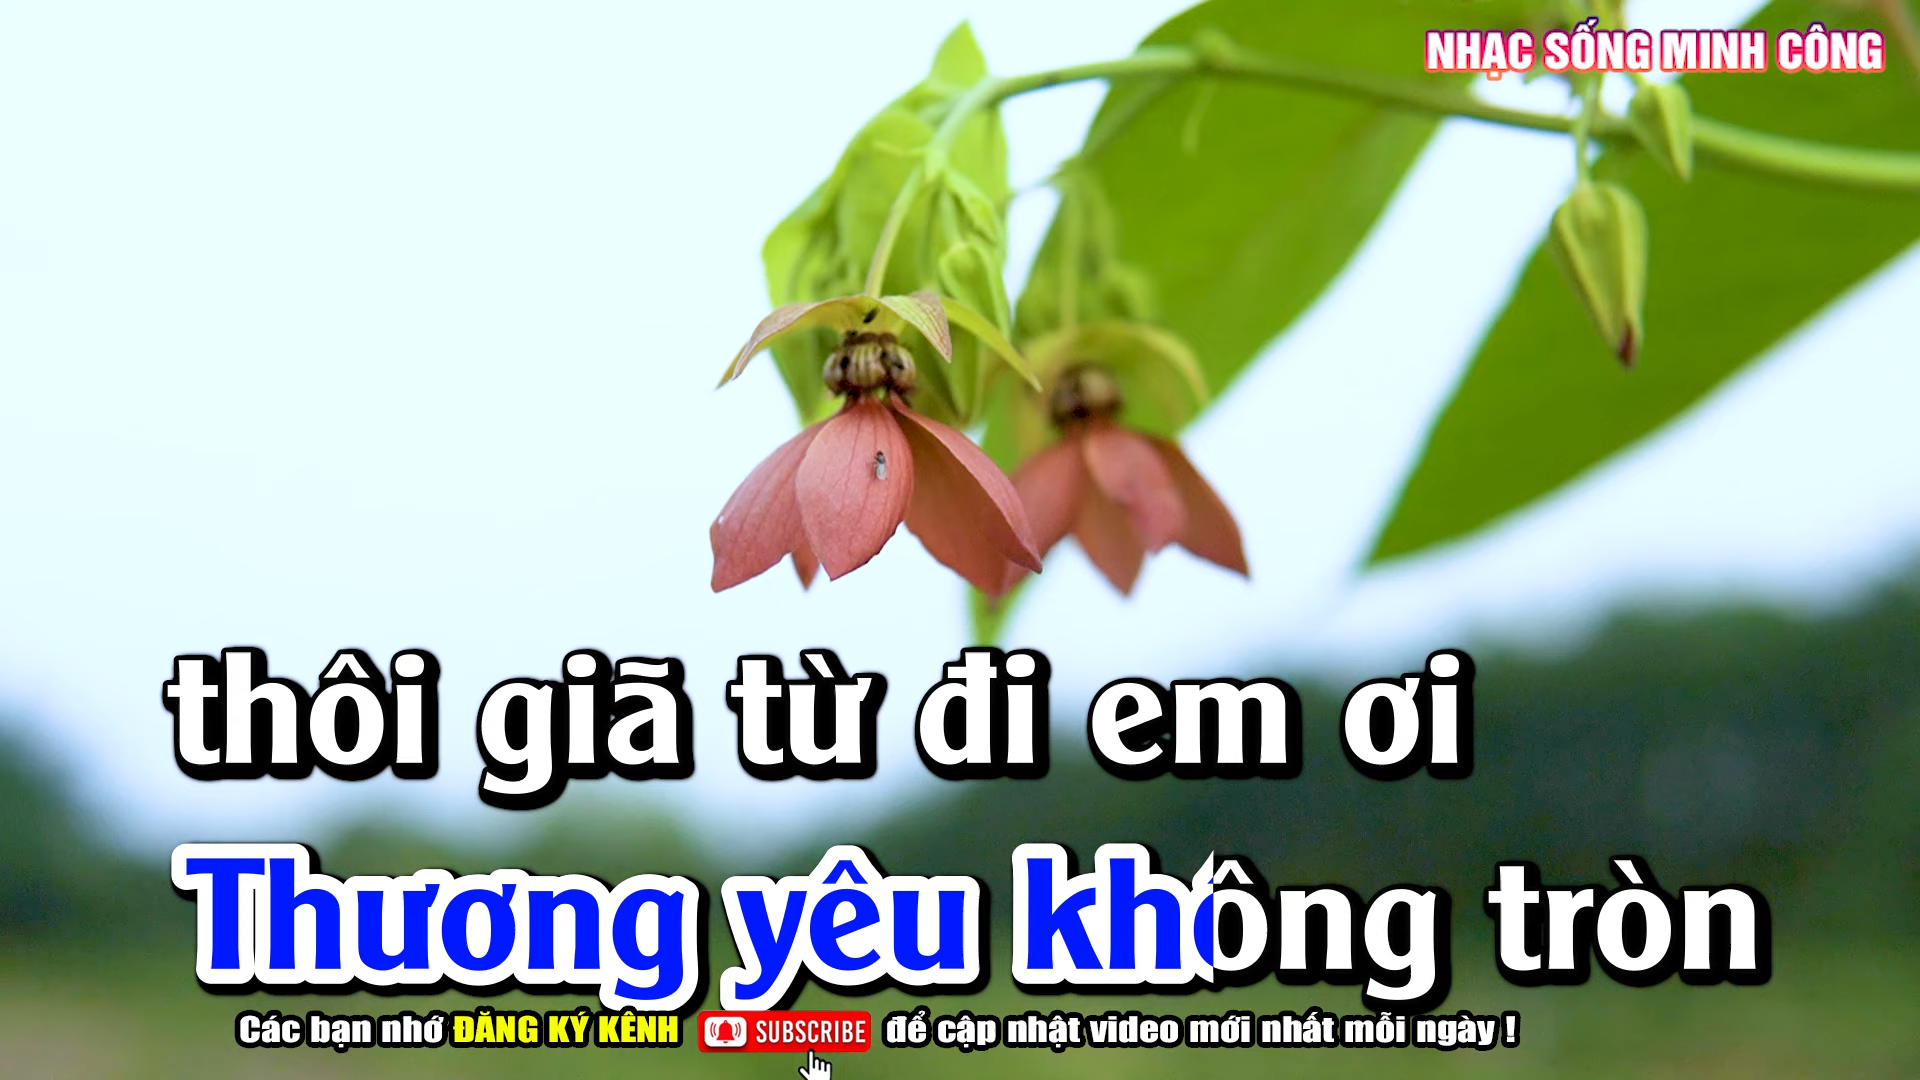 NHẠC SỐNG MINH CÔNG
thôi giã từ đi em ơi
Thương yêu không tròn
Các bạn nhớ ĐĂNG KÝ KÊNH SUBSCRIBE để cập nhật video mới nhất mỗi ngày !